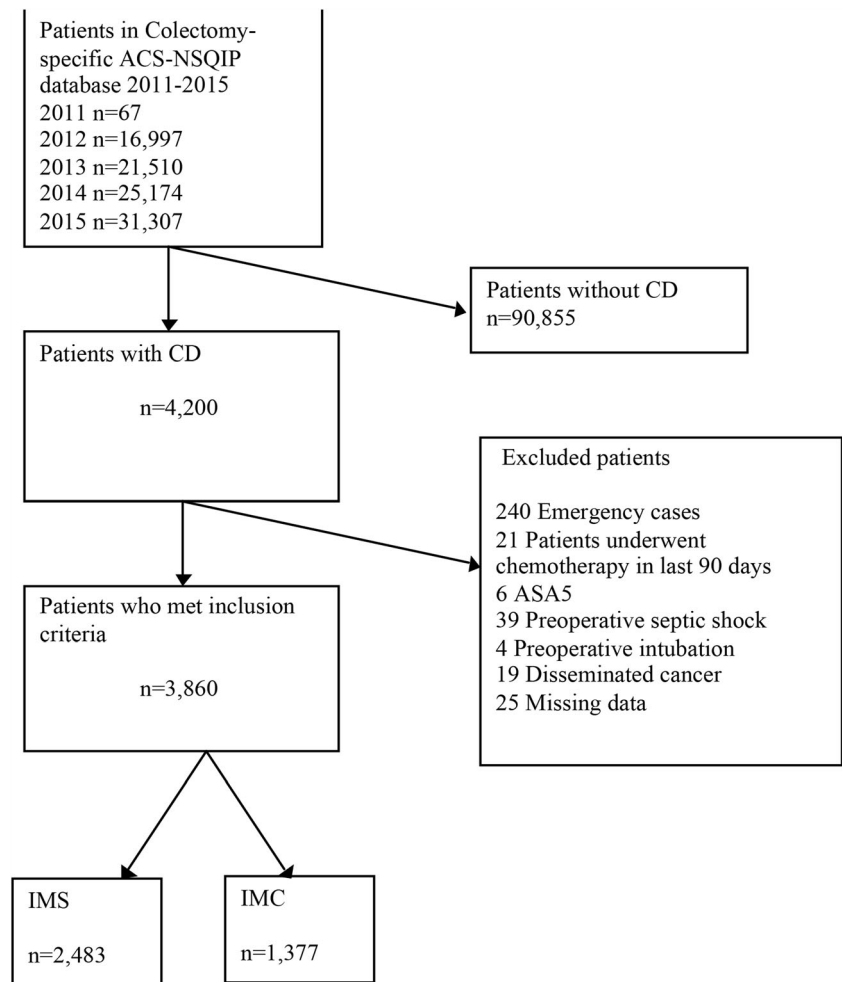 Patients in Colectomy-
specific ACS-NSQIP
database 2011-2015
2011 n=67
2012 n=16,997
2013 n=21,510
2014 n=25,174
2015 n=31,307
Patients without CD
n=90,855
Patients with CD
n=4,200
Excluded patients
240 Emergency cases
21 Patients underwent
chemotherapy in last 90 days
6 ASA5
39 Preoperative septic shock
4 Preoperative intubation
19 Disseminated cancer
25 Missing data
Patients who met inclusion
criteria
n=3,860
IMS
n=2,483
IMC
n=1,377